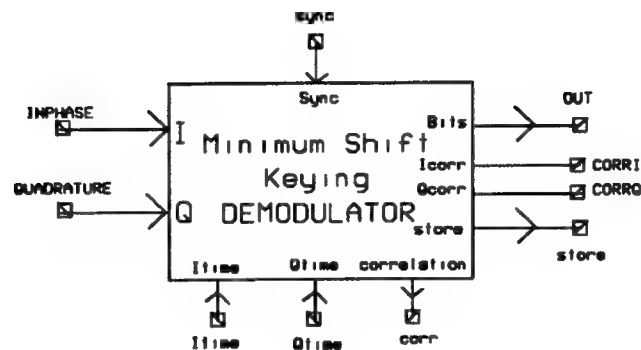 sync
Sync
INPHASE
I
Minimum Shift
Keying
DEMODULATOR
QUADRATURE
Q
Bits
OUT
Icorr
CORRI
Qcorr
CORRQ
store
store
Itime
Qtime
correlation
Itime
Qtime
corr